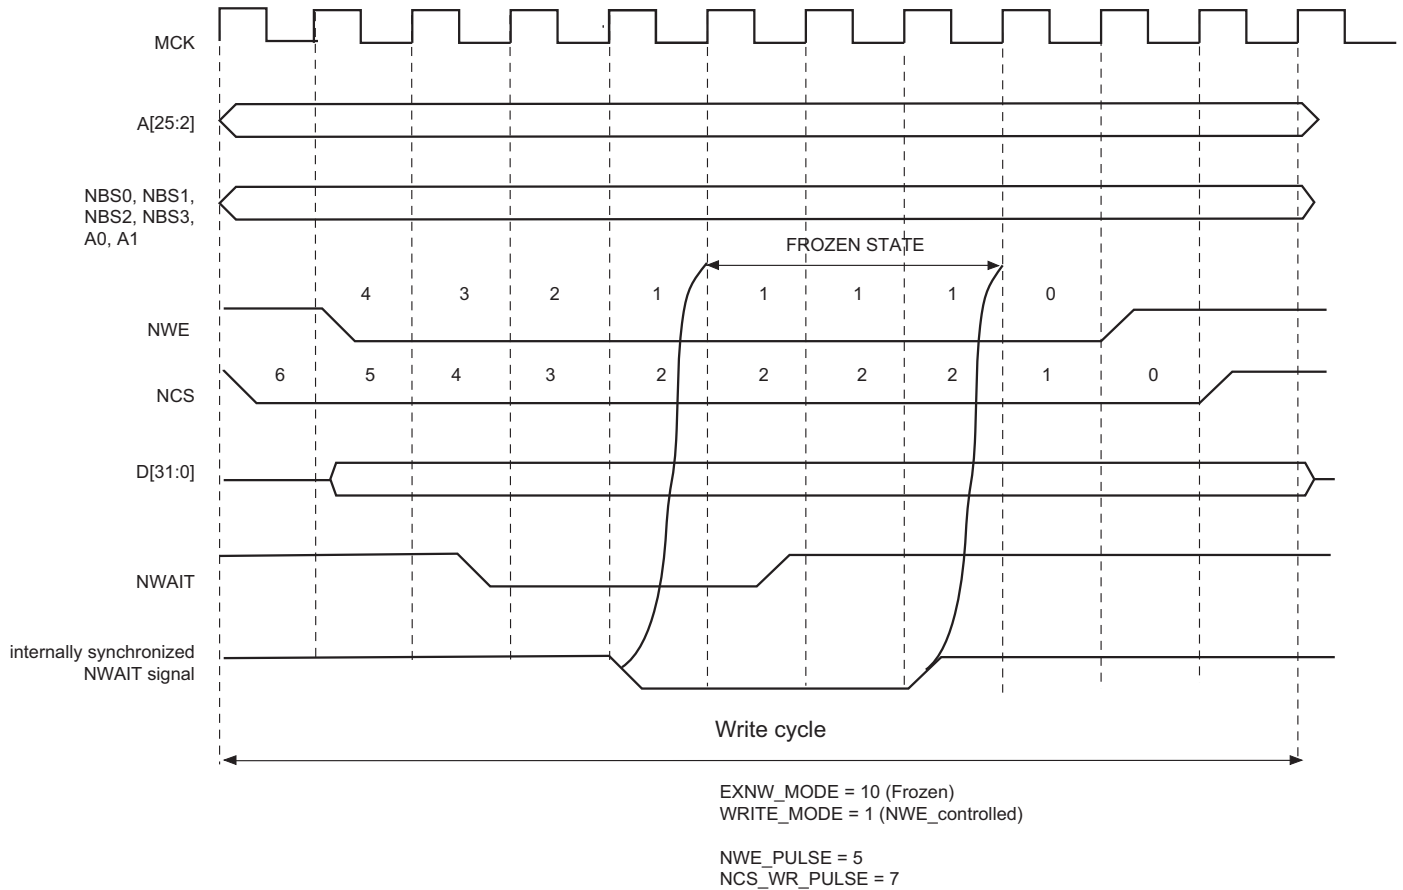 MCK
A[25:2]
NBS0, NBS1,
NBS2, NBS3,
A0, A1
FROZEN STATE
4 3 2 1 1 1 1 0
NWE
6 5 4 3 2 2 2 2 1 0
NCS
D[31:0]
NWAIT
internally synchronized
NWAIT signal
Write cycle
EXNW_MODE = 10 (Frozen)
WRITE_MODE = 1 (NWE_controlled)
NWE_PULSE = 5
NCS_WR_PULSE = 7